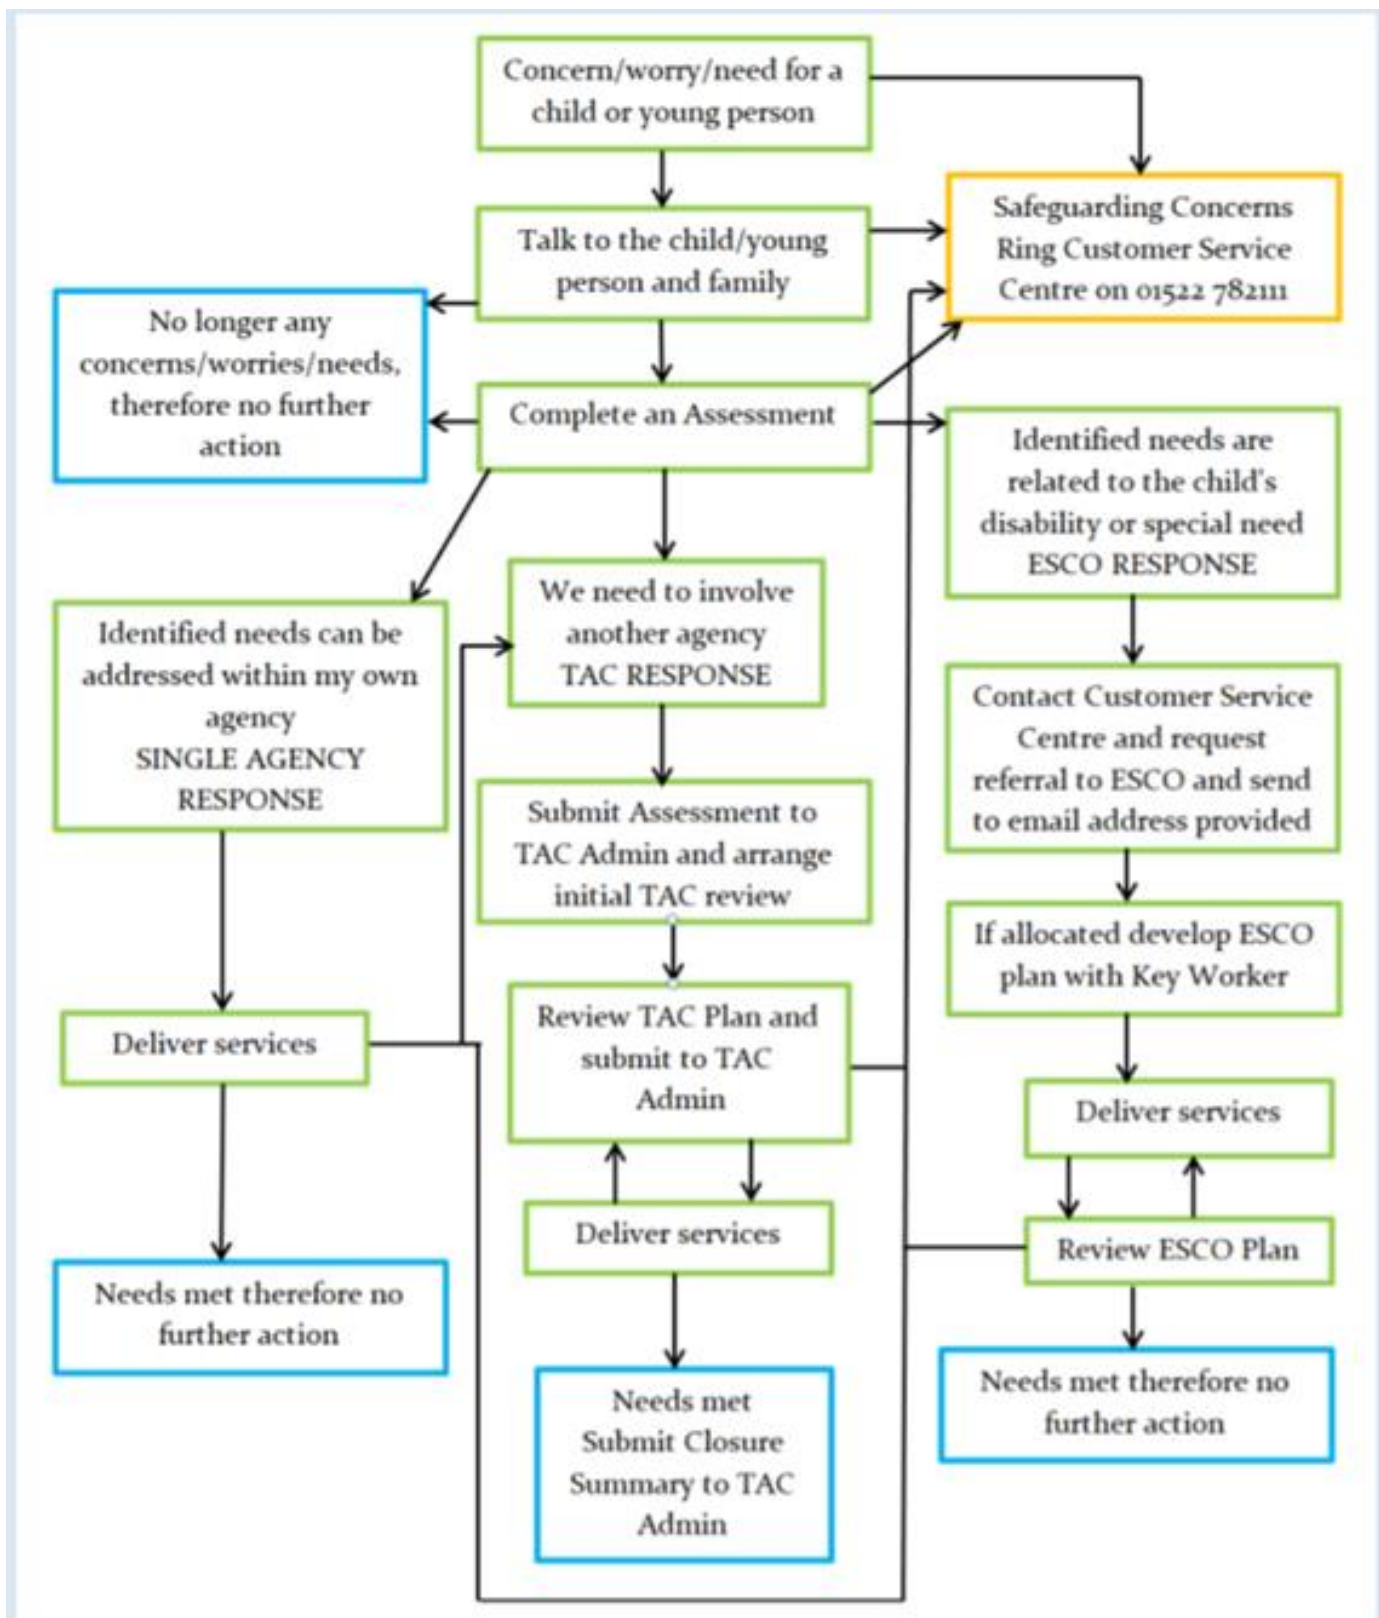 Concern/worry/need for a
child or young person
Safeguarding Concerns
Ring Customer Service
Centre on 01522 782111
Talk to the child/young
person and family
No longer any
concerns/worries/needs,
therefore no further
action
Complete an Assessment
Identified needs are
related to the child's
disability or special need
ESCO RESPONSE
We need to involve
another agency
TAC RESPONSE
Identified needs can be
addressed within my own
agency
SINGLE AGENCY
RESPONSE
Contact Customer Service
Centre and request
referral to ESCO and send
to email address provided
Submit Assessment to
TAC Admin and arrange
initial TAC review
If allocated develop ESCO
plan with Key Worker
Review TAC Plan and
submit to TAC
Admin
Deliver services
Deliver services
Deliver services
Review ESCO Plan
Needs met therefore no
further action
Needs met
Submit Closure
Summary to TAC
Admin
Needs met therefore no
further action